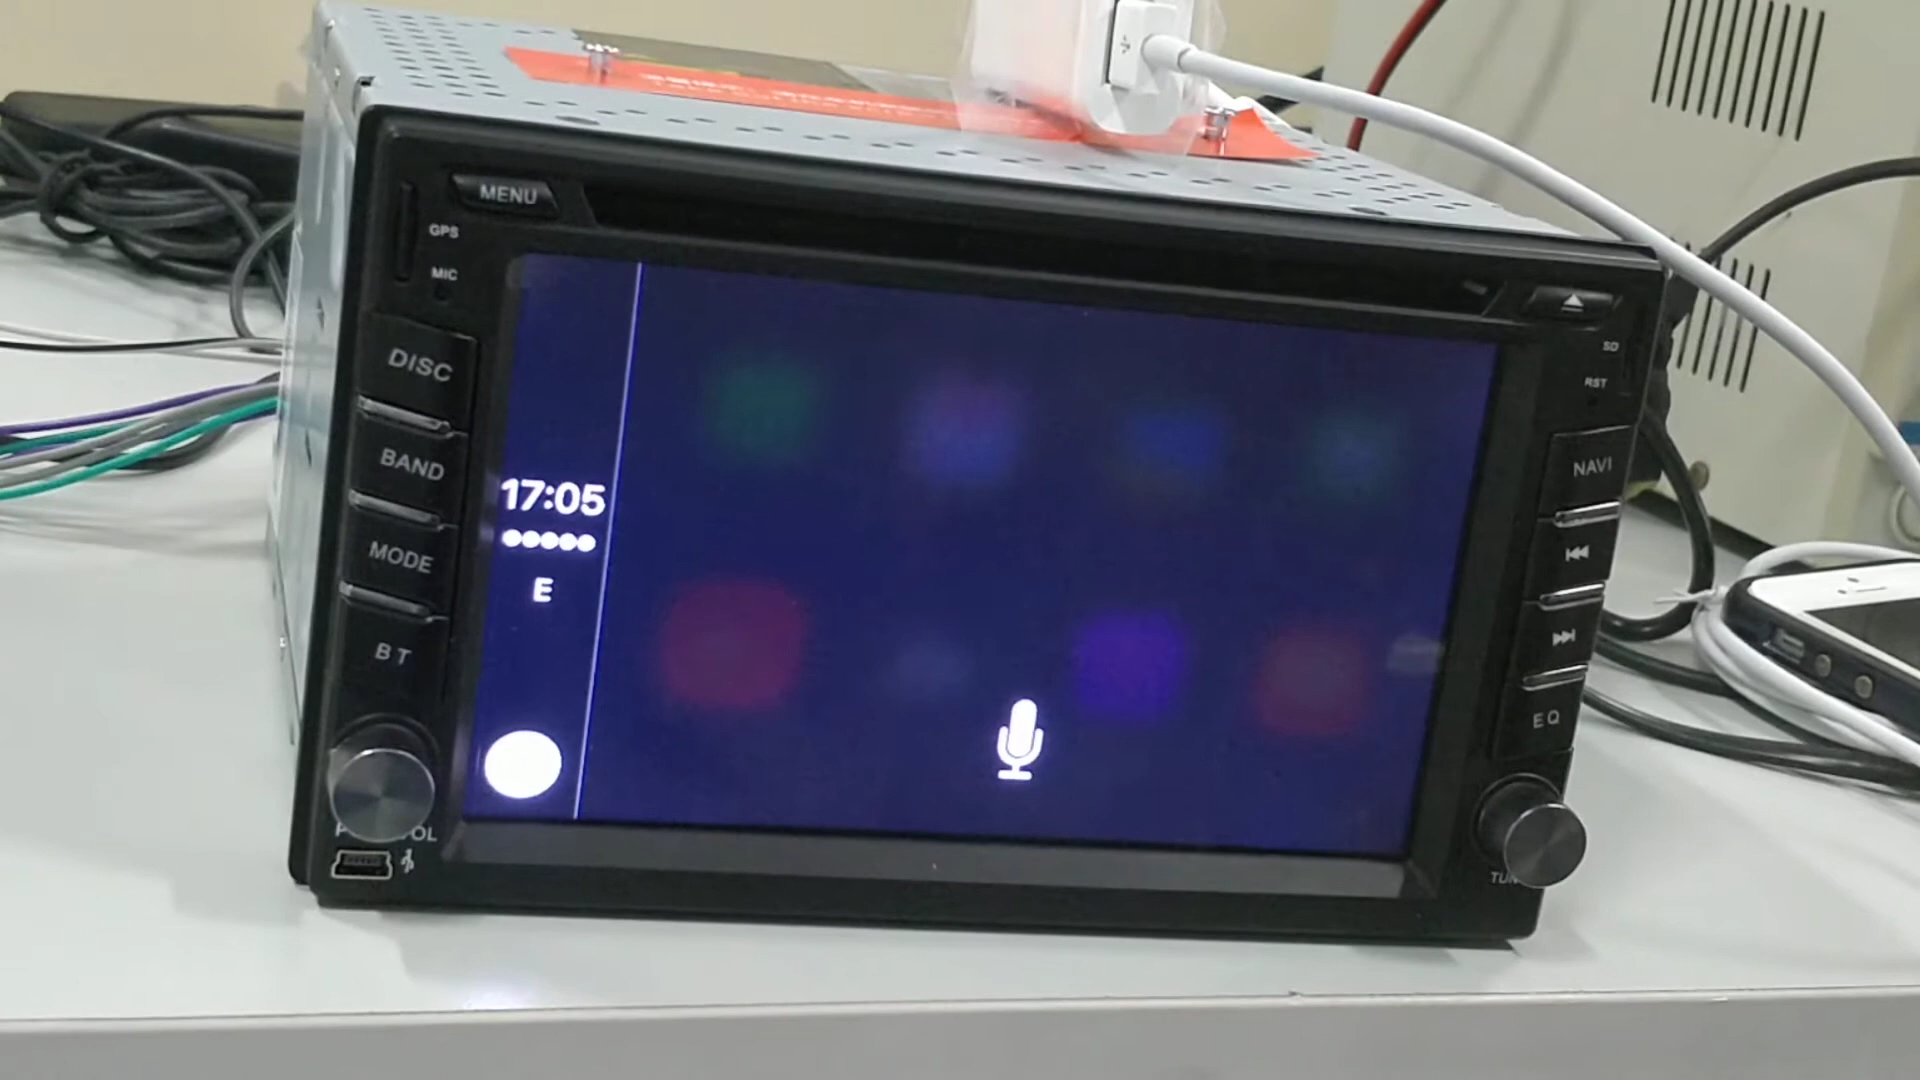 MENU
GPS
MIC
DISC
BAND
MODE
BT
17:05
E
SD
RST
NAVI
EQ